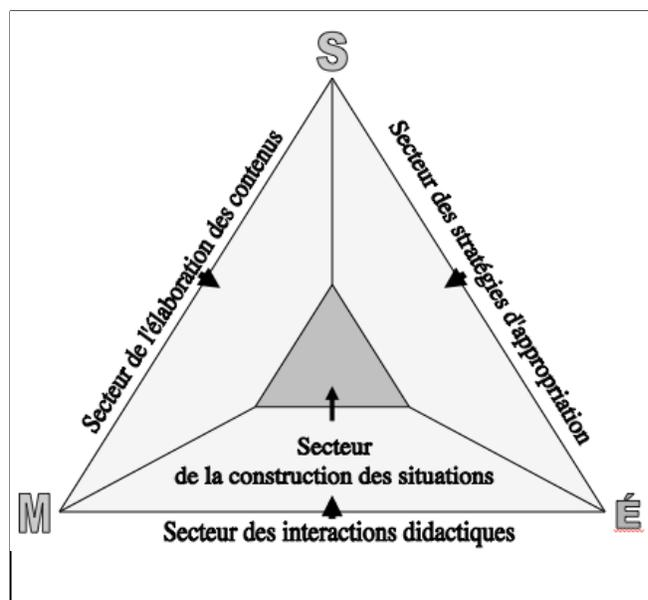 S
Secteur de l'élaboration des contenus
Secteur des stratégies d'appropriation
Secteur
de la construction des situations
M
É
Secteur des interactions didactiques